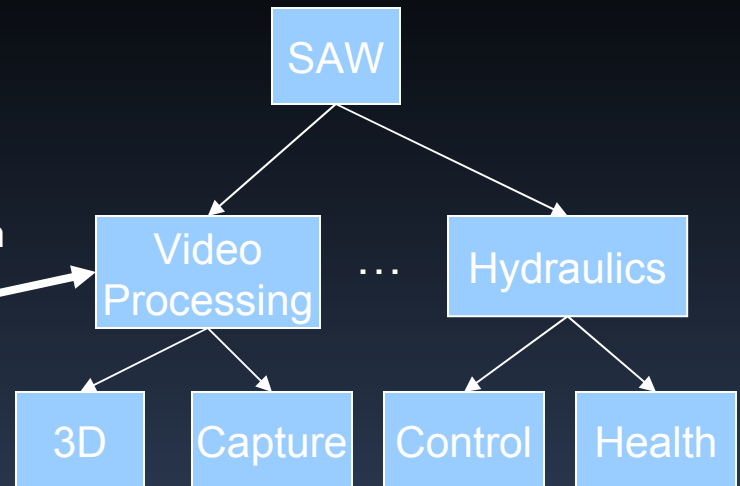 SAW
Video
Processing
...
Hydraulics
3D
Capture
Control
Health